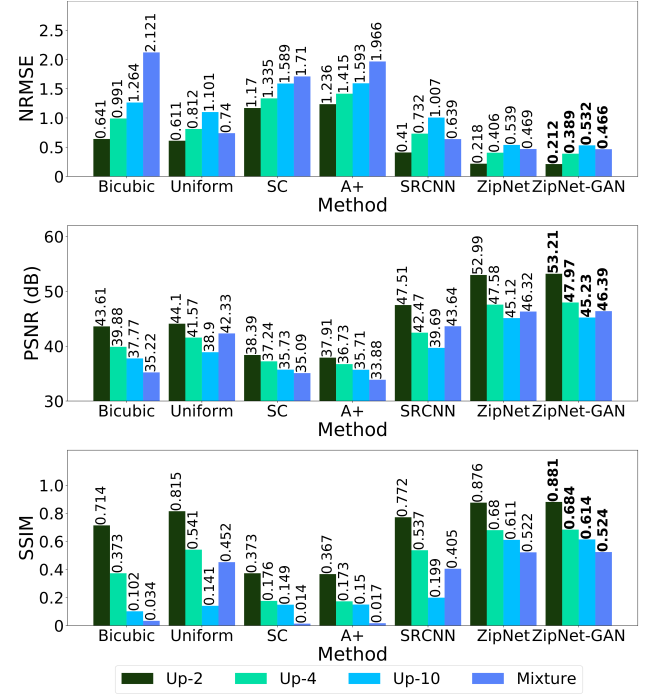 NRMSE
2.5
2.0
1.5
1.0
0.5
0
0.641 0.991 1.264 2.121
0.611 0.812 1.101 0.74
1.17 1.335 1.589 1.71
1.236 1.415 1.593 1.966
0.41 0.732 1.007 0.639
0.218 0.406 0.539 0.469
0.212 0.389 0.532 0.466
Bicubic Uniform SC A+ SRCNN ZipNet ZipNet-GAN
Method
PSNR (dB)
60
50
40
30
43.61 39.88 37.77 35.22
44.1 41.57 38.9 42.33
38.39 37.24 35.73 35.09
37.91 36.73 35.71 33.88
47.51 42.47 39.69 43.64
52.99 47.58 45.12 46.32
53.21 47.97 45.23 46.39
Bicubic Uniform SC A+ SRCNN ZipNet ZipNet-GAN
Method
SSIM
1.0
0.8
0.6
0.4
0.2
0
0.714 0.373 0.102 0.034
0.815 0.541 0.141 0.452
0.373 0.176 0.149 0.014
0.367 0.173 0.15 0.017
0.772 0.537 0.199 0.405
0.876 0.68 0.611 0.522
0.881 0.684 0.614 0.524
Bicubic Uniform SC A+ SRCNN ZipNet ZipNet-GAN
Method
Up-2 Up-4 Up-10 Mixture